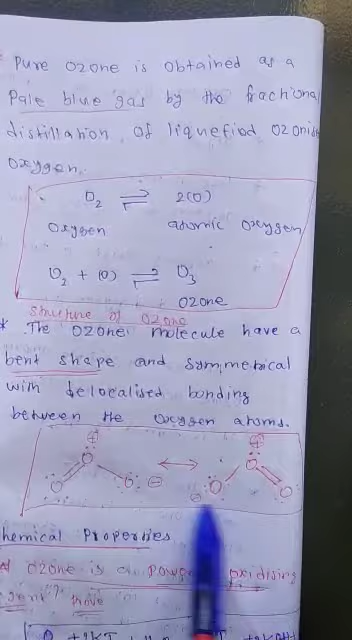 Pure Ozone is obtained as a
Pale blue gas by the fractional
distillation of liquefied Ozonis
Oxygen.
O2 ⇌ 2(O)
Oxygen atomic Oxygen
O2 + (O) ⇌ O3
Ozone
Structure of Ozone
* The Ozone molecule have a
bent shape and symmetrical
with delocalised bonding
between the Oxygen atoms.
⊕ ⊕
O O ⊖ ↔ O O
O ⊖ O
hemical Properties
Ozone is a oxidising